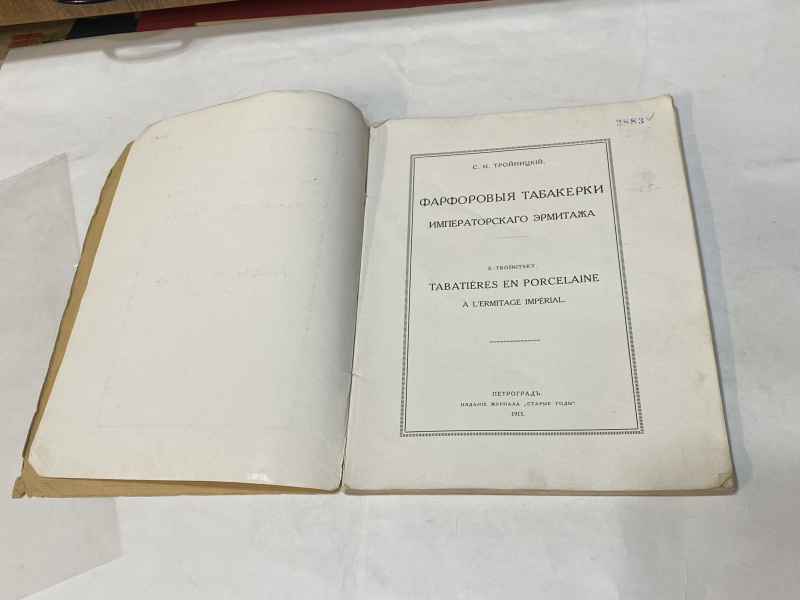 2883
С. Н. ТРОЙНИЦКІЙ.
ФАРФОРОВЫЯ ТАБАКЕРКИ
ИМПЕРАТОРСКАГО ЭРМИТАЖА
S. TROÏNITSKY.
TABATIÈRES EN PORCELAINE
À L'ERMITAGE IMPÉRIAL.
ПЕТРОГРАДЪ.
ИЗДАНІЕ ЖУРНАЛА „СТАРЫЕ ГОДЫ".
1915.